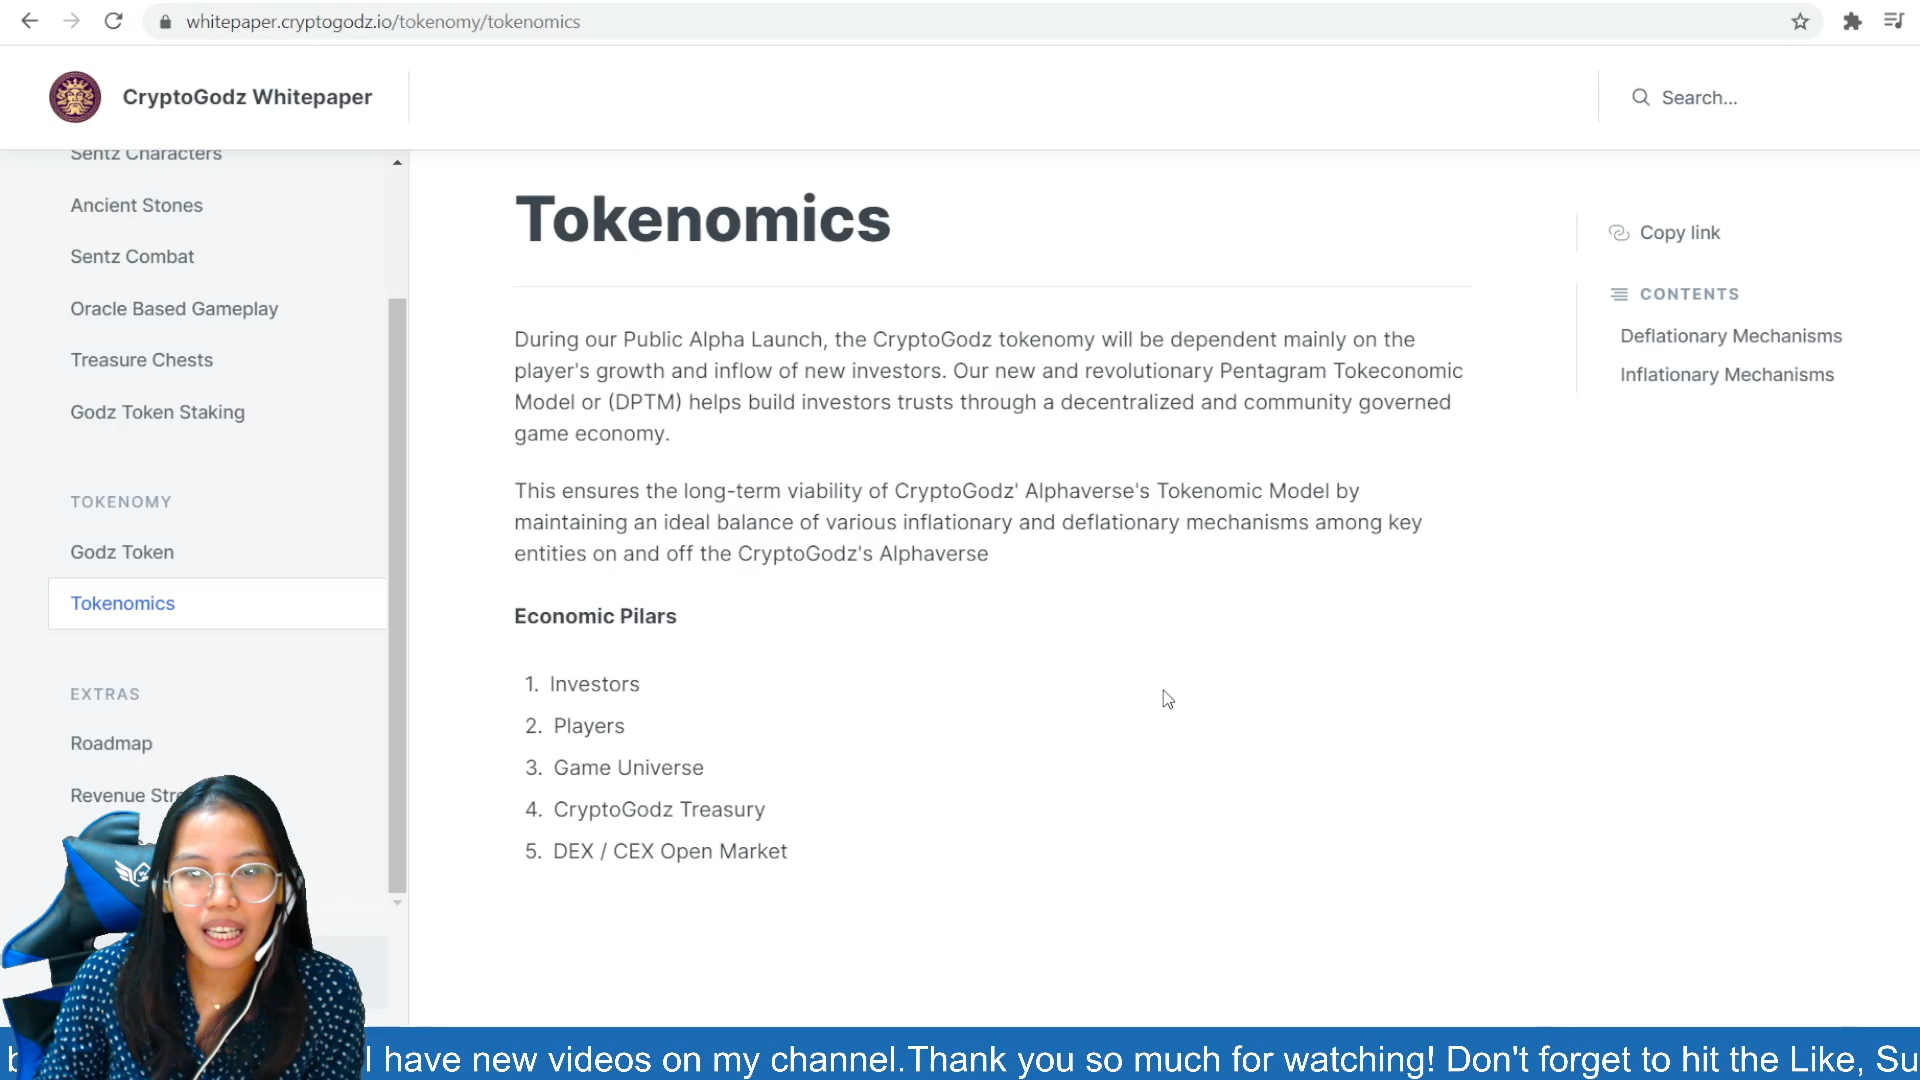 whitepaper.cryptogodz.io/tokenomy/tokenomics
CryptoGodz Whitepaper
Search...
Sentz Characters
Ancient Stones
Sentz Combat
Oracle Based Gameplay
Treasure Chests
Godz Token Staking
TOKENOMY
Godz Token
Tokenomics
EXTRAS
Roadmap
Revenue Stre
Tokenomics
During our Public Alpha Launch, the CryptoGodz tokenomy will be dependent mainly on the
player's growth and inflow of new investors. Our new and revolutionary Pentagram Tokeconomic
Model or (DPTM) helps build investors trusts through a decentralized and community governed
game economy.
This ensures the long-term viability of CryptoGodz' Alphaverse's Tokenomic Model by
maintaining an ideal balance of various inflationary and deflationary mechanisms among key
entities on and off the CryptoGodz's Alphaverse
Economic Pilars
1. Investors
2. Players
3. Game Universe
4. CryptoGodz Treasury
5. DEX / CEX Open Market
Copy link
CONTENTS
Deflationary Mechanisms
Inflationary Mechanisms
I have new videos on my channel.Thank you so much for watching! Don't forget to hit the Like, Su